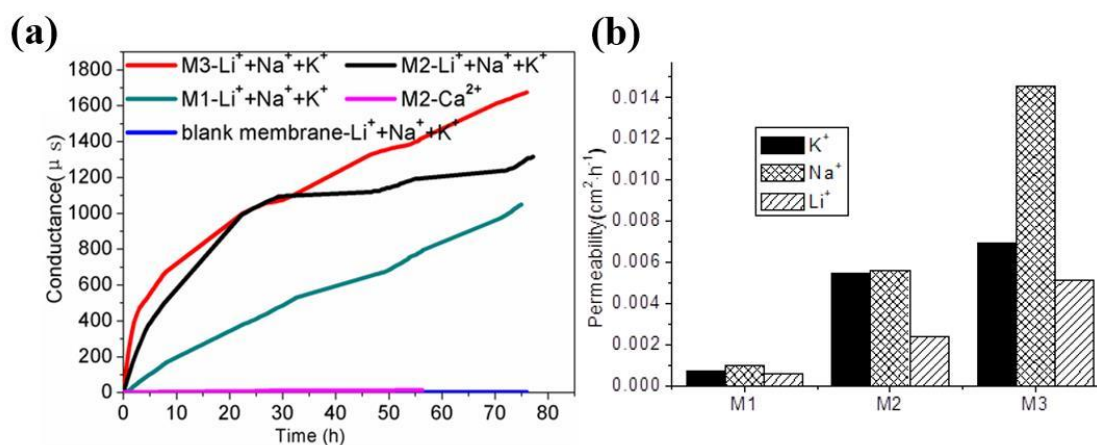 (a)
1800
1600
1400
1200
1000
800
600
400
200
0
Conductance(μ s)
M3-Li⁺+Na⁺+K⁺
M2-Li⁺+Na⁺+K⁺
M1-Li⁺+Na⁺+K⁺
M2-Ca²⁺
blank membrane-Li⁺+Na⁺+K⁺
0 10 20 30 40 50 60 70 80
Time (h)
(b)
0.014
0.012
0.010
0.008
0.006
0.004
0.002
0.000
Permeability(cm²·h⁻¹)
K⁺
Na⁺
Li⁺
M1 M2 M3